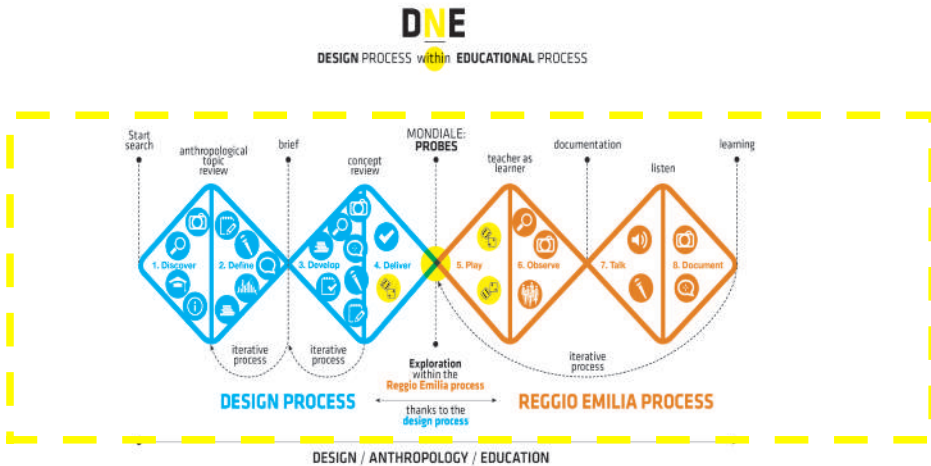 DNE
DESIGN PROCESS within EDUCATIONAL PROCESS
Start
search
anthropological
topic
review
brief
concept
review
MONDIALE:
PROBES
teacher as
learner
documentation
listen
learning
1. Discover
2. Define
3. Develop
4. Deliver
5. Play
6. Observe
7. Talk
8. Document
iterative
process
iterative
process
Exploration
within the
Reggio Emilia process
iterative
process
DESIGN PROCESS
thanks to the
design process
REGGIO EMILIA PROCESS
DESIGN / ANTHROPOLOGY / EDUCATION